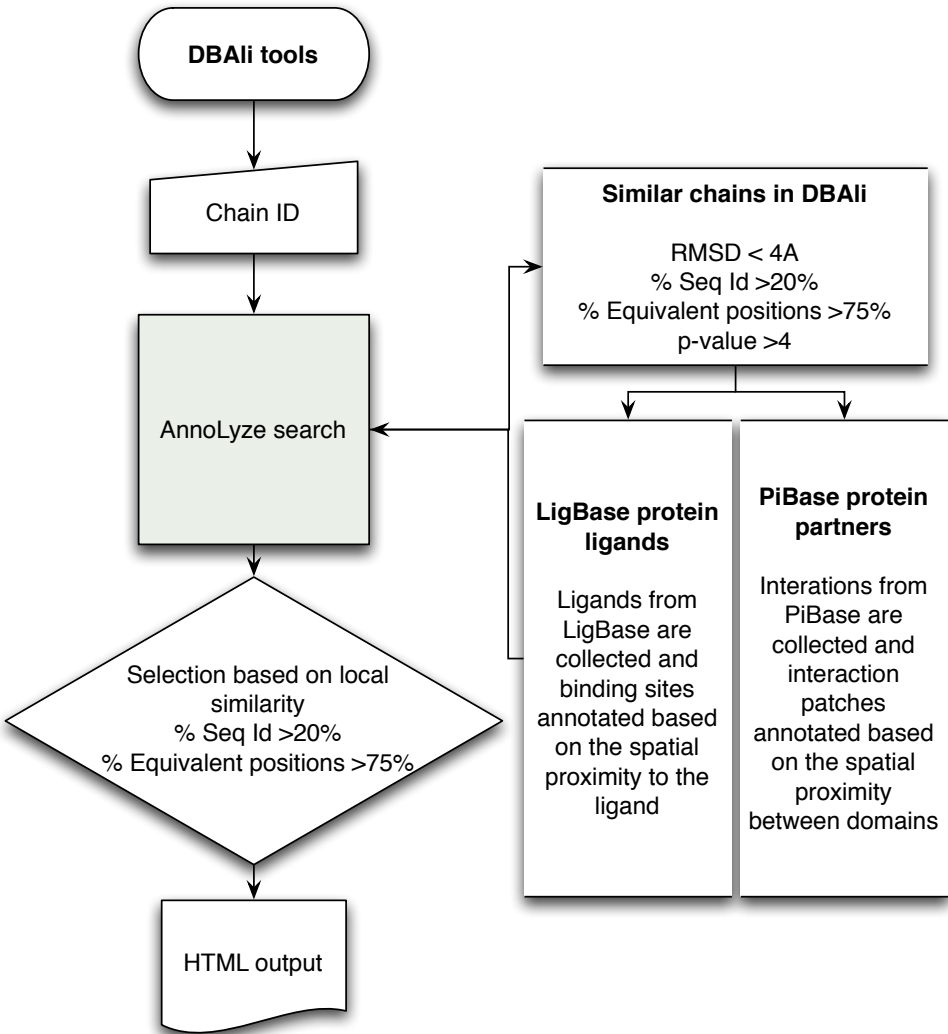 DBAli tools
Chain ID
AnnoLyze search
Selection based on local
similarity
% Seq Id >20%
% Equivalent positions >75%
HTML output
Similar chains in DBAli
RMSD < 4A
% Seq Id >20%
% Equivalent positions >75%
p-value >4
LigBase protein
ligands
Ligands from
LigBase are
collected and
binding sites
annotated based
on the spatial
proximity to the
ligand
PiBase protein
partners
Interations from
PiBase are
collected and
interaction
patches
annotated based
on the spatial
proximity
between domains